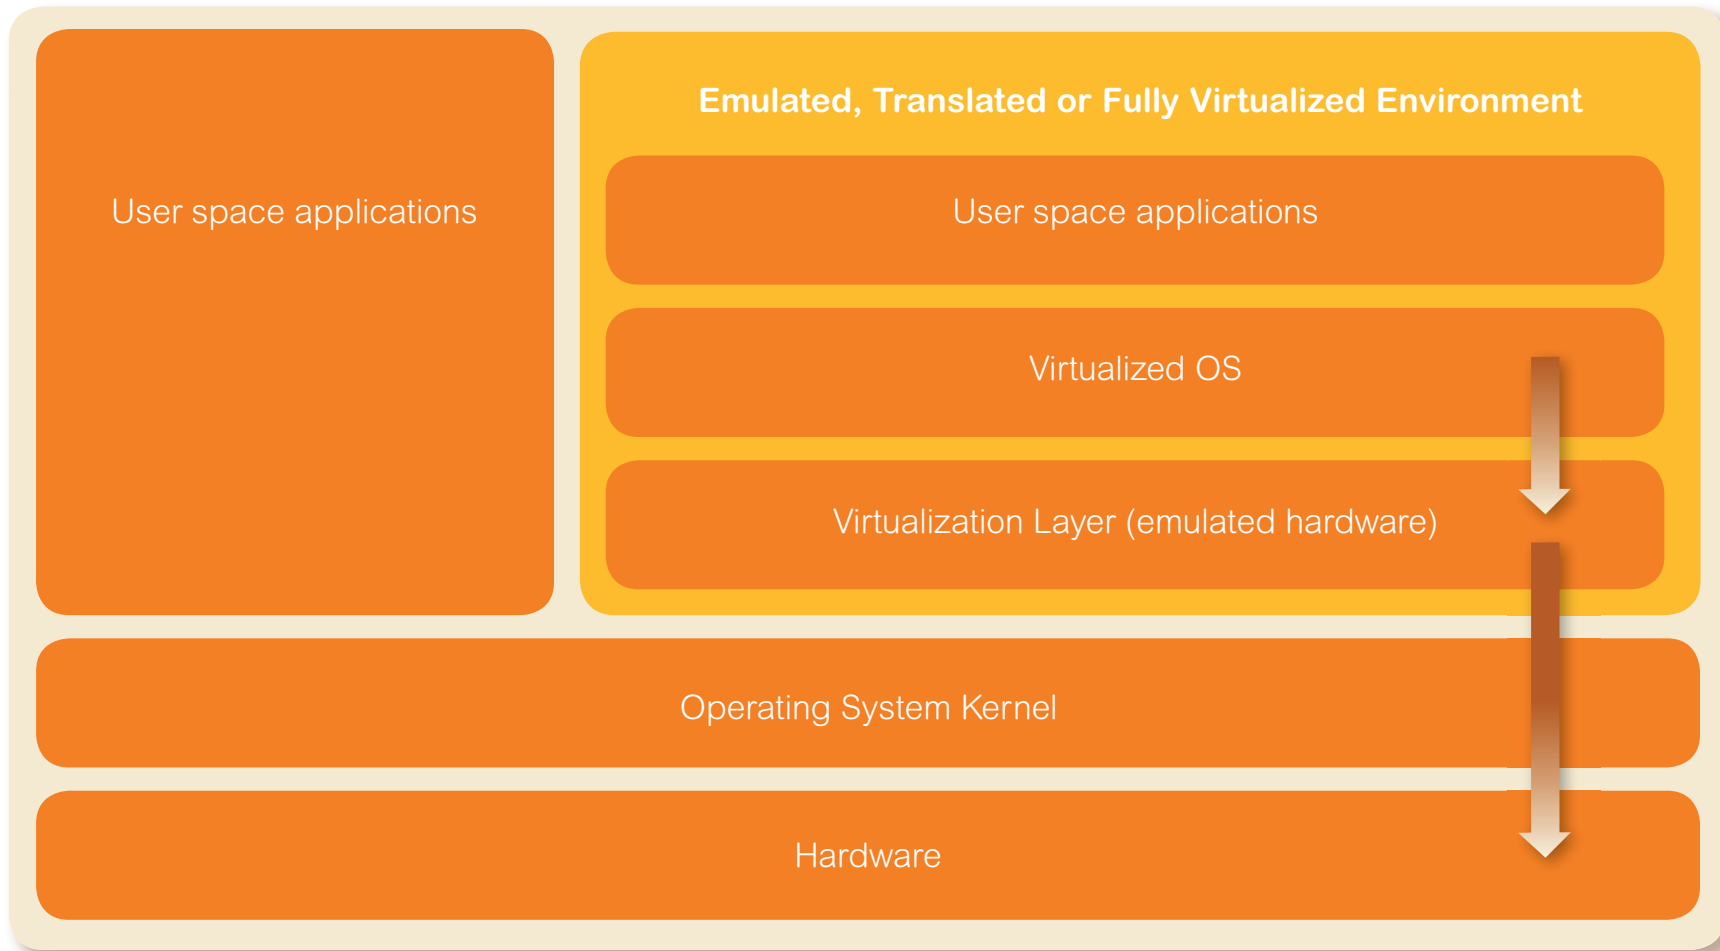 Emulated, Translated or Fully Virtualized Environment
User space applications
User space applications
Virtualized OS
Virtualization Layer (emulated hardware)
Operating System Kernel
Hardware